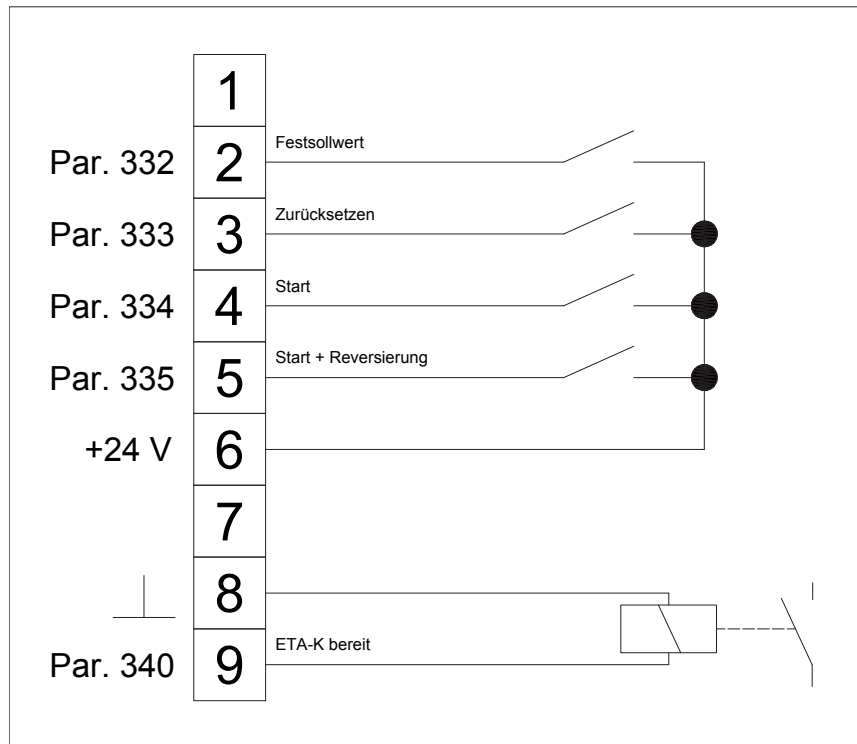 1
Par. 332 2 Festsollwert
Par. 333 3 Zurücksetzen
Par. 334 4 Start
Par. 335 5 Start + Reversierung
+24 V 6
7
8
Par. 340 9 ETA-K bereit